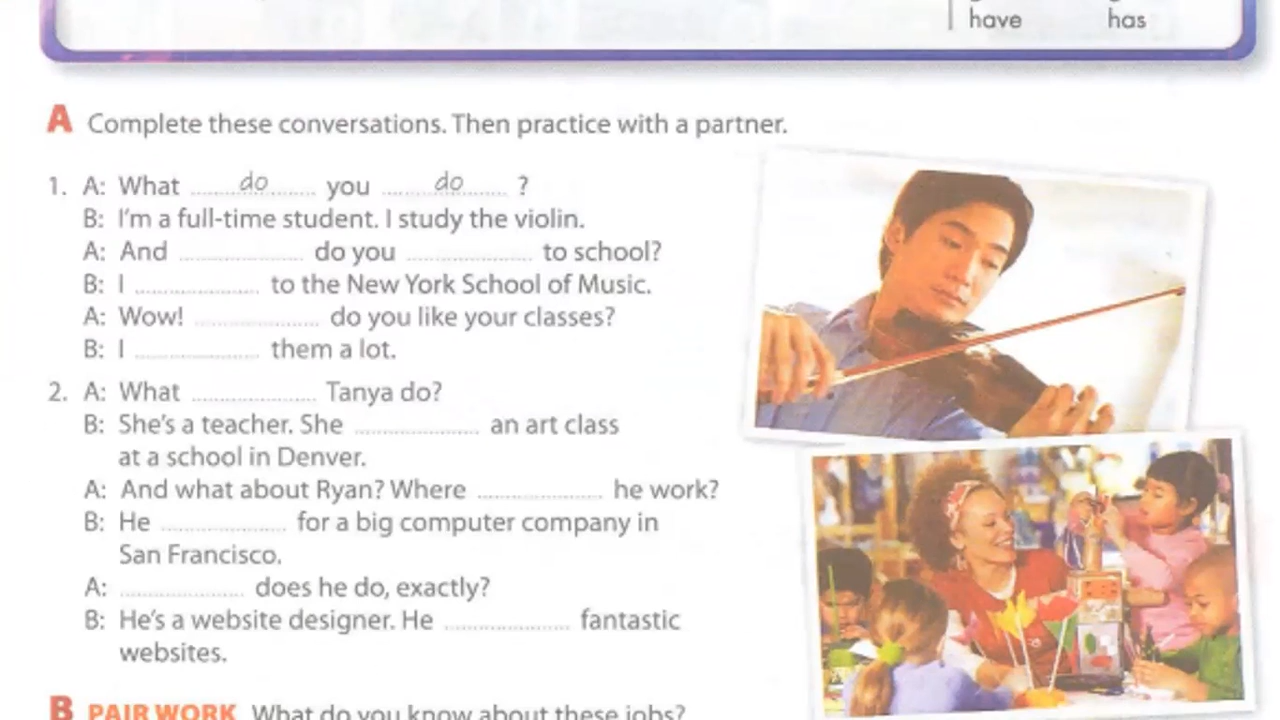 have has
A Complete these conversations. Then practice with a partner.
1. A: What do you do ?
B: I'm a full-time student. I study the violin.
A: And .................... do you .................... to school?
B: I .................... to the New York School of Music.
A: Wow! .................... do you like your classes?
B: I .................... them a lot.
2. A: What .................... Tanya do?
B: She's a teacher. She .................... an art class
at a school in Denver.
A: And what about Ryan? Where .................... he work?
B: He .................... for a big computer company in
San Francisco.
A: .................... does he do, exactly?
B: He's a website designer. He .................... fantastic
websites.
B PAIR WORK What do you know about these jobs?